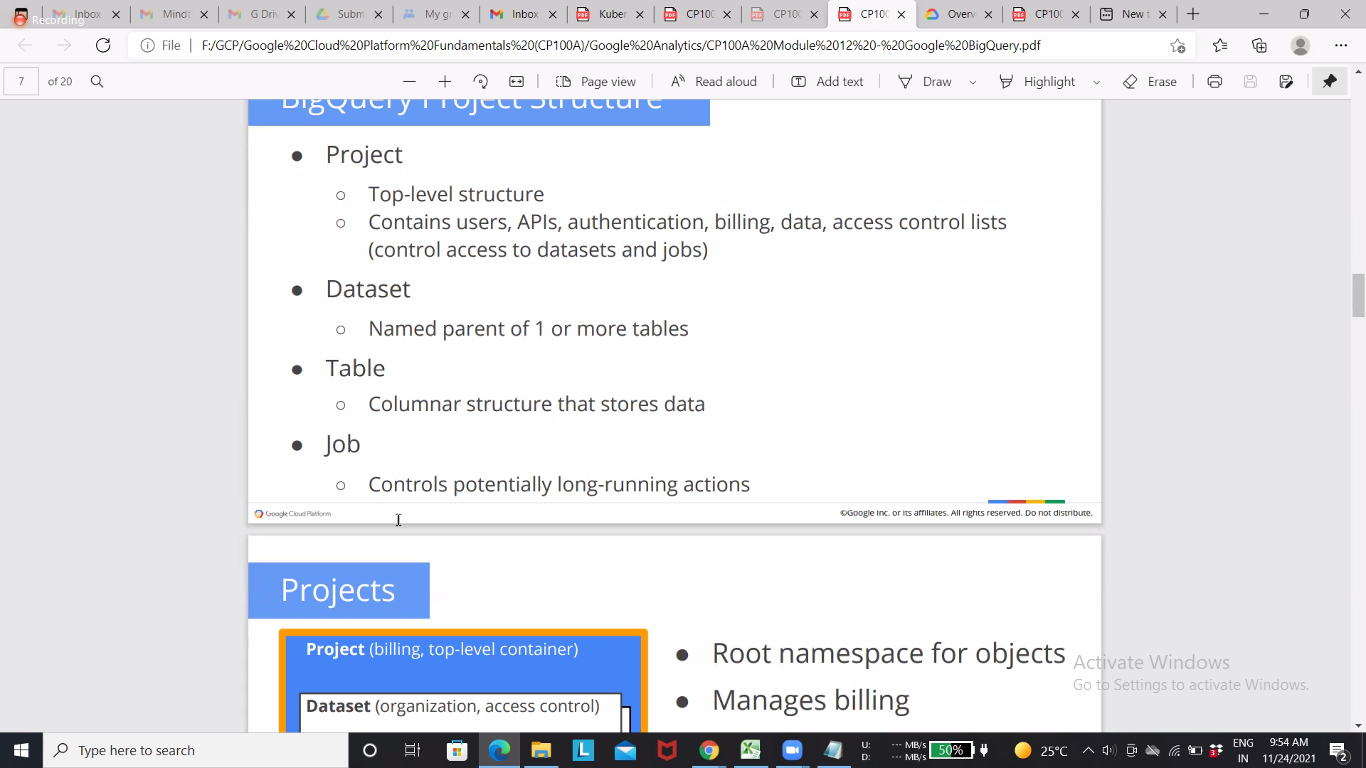 Recording
Inbox
Mindt
G Driv
Subm
My gr
Inbox
Kuber
CP100
CP100
CP100
Overv
CP100
New t
File
F:/GCP/Google%20Cloud%20Platform%20Fundamentals%20(CP100A)/Google%20Analytics/CP100A%20Module%2012%20-%20Google%20BigQuery.pdf
7 of 20
Page view
Read aloud
Add text
Draw
Highlight
Erase
BigQuery Project Structure
● Project
○ Top-level structure
○ Contains users, APIs, authentication, billing, data, access control lists
(control access to datasets and jobs)
● Dataset
○ Named parent of 1 or more tables
● Table
○ Columnar structure that stores data
● Job
○ Controls potentially long-running actions
Google Cloud Platform
©Google Inc. or its affiliates. All rights reserved. Do not distribute.
Projects
Project (billing, top-level container)
Dataset (organization, access control)
● Root namespace for objects
● Manages billing
Activate Windows
Go to Settings to activate Windows.
Type here to search
U: --- MB/s
D: --- MB/s
50%
25°C
ENG
IN
9:54 AM
11/24/2021
2